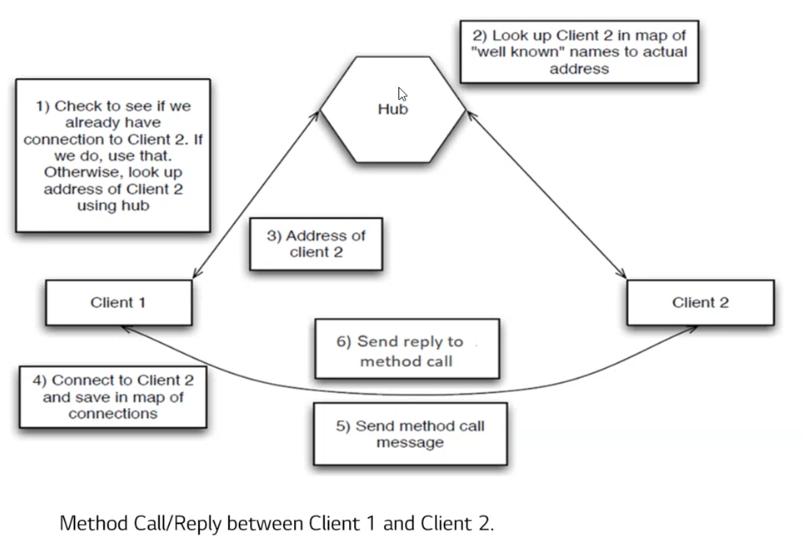 2) Look up Client 2 in map of
"well known" names to actual
address
Hub
1) Check to see if we
already have
connection to Client 2. If
we do, use that.
Otherwise, look up
address of Client 2
using hub
3) Address of
client 2
Client 1
Client 2
6) Send reply to
method call
4) Connect to Client 2
and save in map of
connections
5) Send method call
message
Method Call/Reply between Client 1 and Client 2.